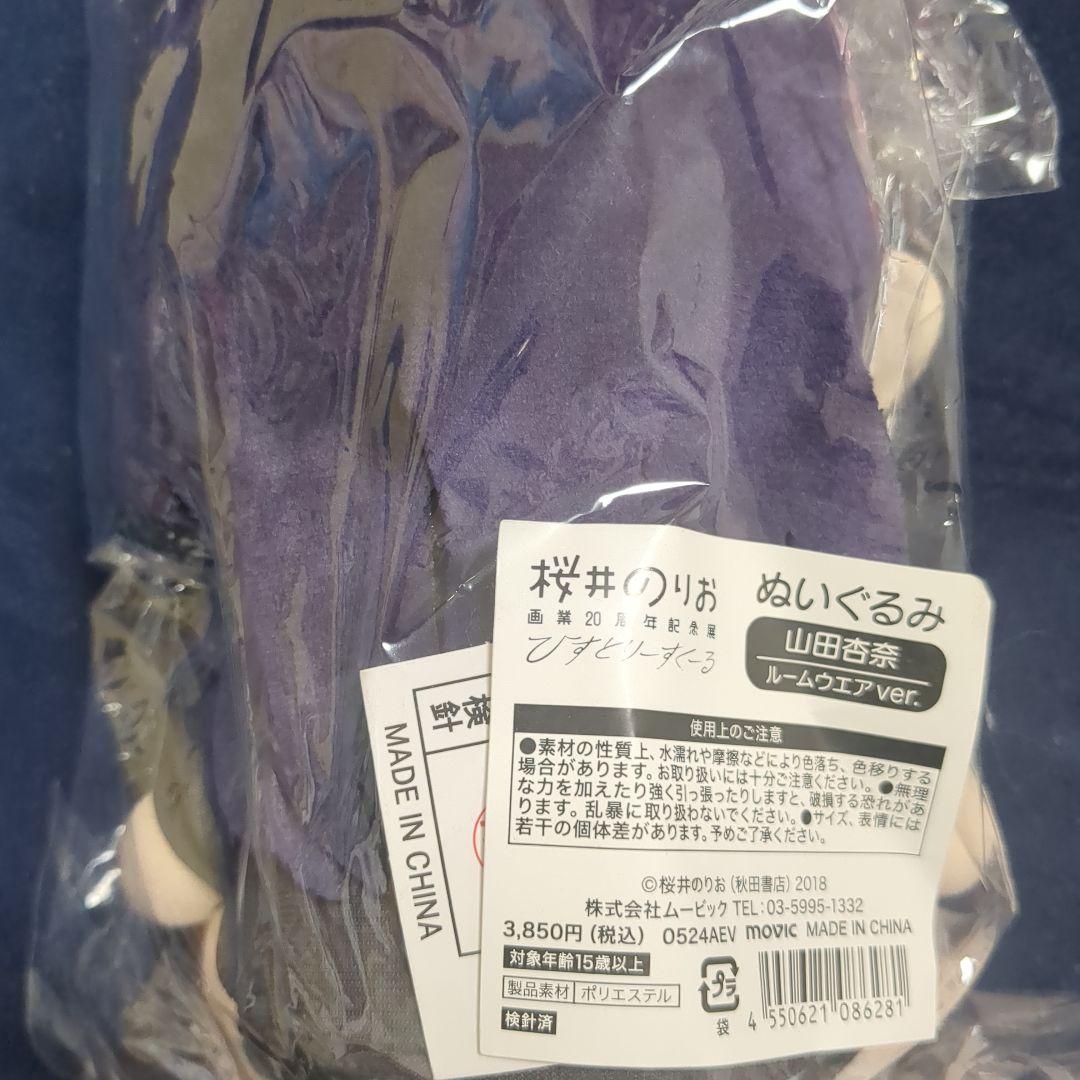 桜井のりお
画業20周年記念展
ひすとりーすくーる
ぬいぐるみ
山田杏奈
ルームウエアver.
使用上のご注意
●素材の性質上、水濡れや摩擦などにより色落ち、色移りする
場合があります。お取り扱いには十分ご注意ください。●無理
な力を加えたり強く引っ張ったりしますと、破損する恐れがあ
ります。乱暴に取り扱わないでください。●サイズ、表情には
若干の個体差があります。予めご了承ください。
©桜井のりお(秋田書店)2018
株式会社ムービック TEL:03-5995-1332
3,850円(税込) 0524AEV movic MADE IN CHINA
対象年齢15歳以上
製品素材 ポリエステル
検針済
プラ
袋
4 550621 086281
検針
MADE IN CHINA